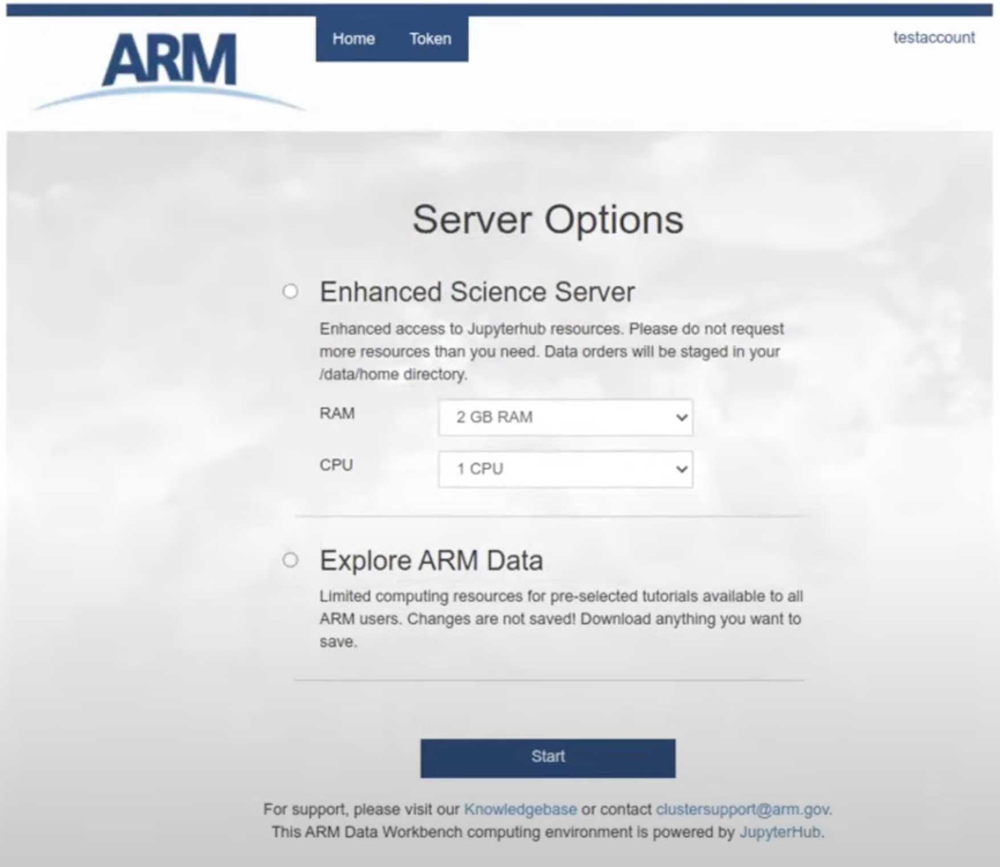 ARM
Home
Token
testaccount
Server Options
Enhanced Science Server
Enhanced access to Jupyterhub resources. Please do not request
more resources than you need. Data orders will be staged in your
/data/home directory.
RAM
2 GB RAM
CPU
1 CPU
Explore ARM Data
Limited computing resources for pre-selected tutorials available to all
ARM users. Changes are not saved! Download anything you want to
save.
Start
For support, please visit our Knowledgebase or contact clustersupport@arm.gov.
This ARM Data Workbench computing environment is powered by JupyterHub.